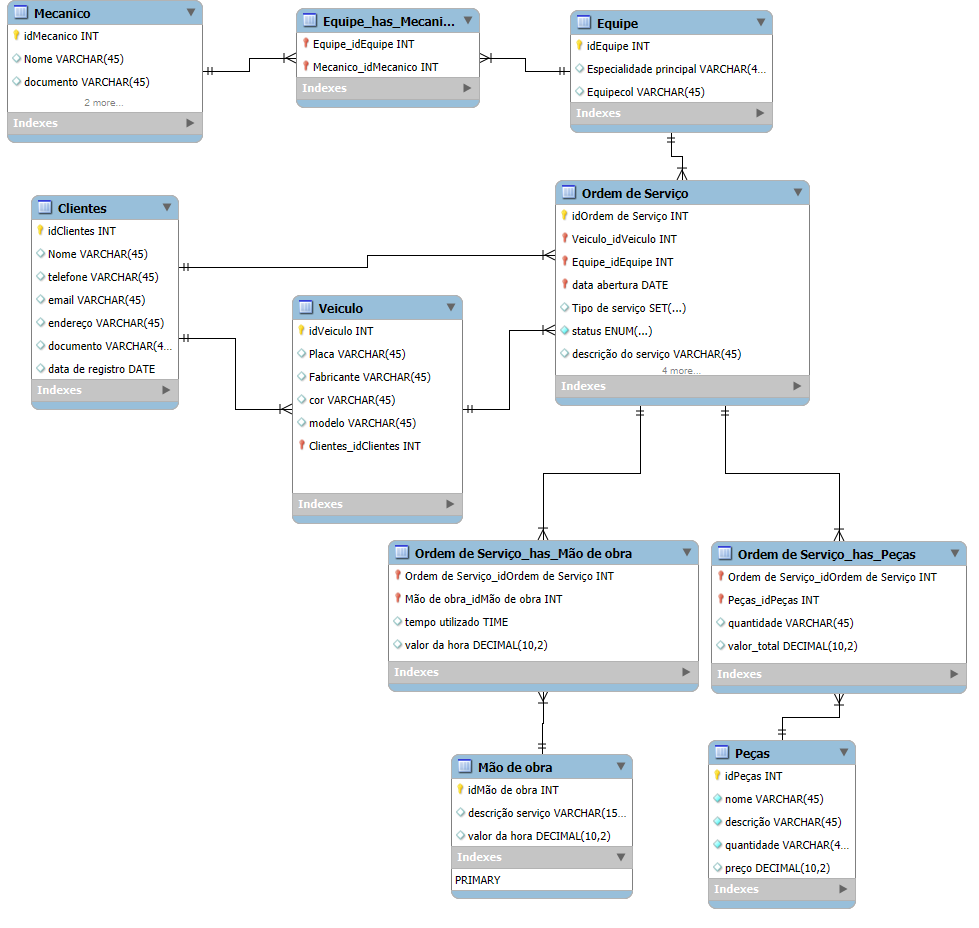 Mecanico
idMecanico INT
Nome VARCHAR(45)
documento VARCHAR(45)
2 more...
Indexes
Equipe_has_Mecani...
Equipe_idEquipe INT
Mecanico_idMecanico INT
Indexes
Equipe
idEquipe INT
Especialidade principal VARCHAR(4...
Equipecol VARCHAR(45)
Indexes
Clientes
idClientes INT
Nome VARCHAR(45)
telefone VARCHAR(45)
email VARCHAR(45)
endereço VARCHAR(45)
documento VARCHAR(4...
data de registro DATE
Indexes
Veiculo
idVeiculo INT
Placa VARCHAR(45)
Fabricante VARCHAR(45)
cor VARCHAR(45)
modelo VARCHAR(45)
Clientes_idClientes INT
Indexes
Ordem de Serviço
idOrdem de Serviço INT
Veiculo_idVeiculo INT
Equipe_idEquipe INT
data abertura DATE
Tipo de serviço SET(...)
status ENUM(...)
descrição do serviço VARCHAR(45)
4 more...
Indexes
Ordem de Serviço_has_Mão de obra
Ordem de Serviço_idOrdem de Serviço INT
Mão de obra_idMão de obra INT
tempo utilizado TIME
valor da hora DECIMAL(10,2)
Indexes
Ordem de Serviço_has_Peças
Ordem de Serviço_idOrdem de Serviço INT
Peças_idPeças INT
quantidade VARCHAR(45)
valor_total DECIMAL(10,2)
Indexes
Mão de obra
idMão de obra INT
descrição serviço VARCHAR(15...
valor da hora DECIMAL(10,2)
Indexes
PRIMARY
Peças
idPeças INT
nome VARCHAR(45)
descrição VARCHAR(45)
quantidade VARCHAR(4...
preço DECIMAL(10,2)
Indexes